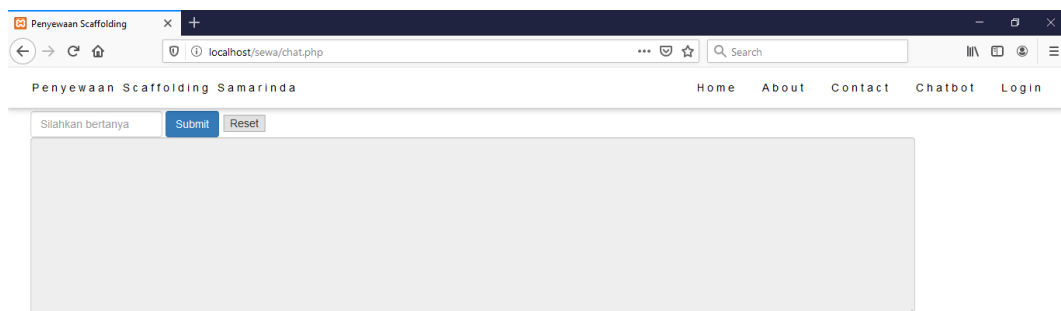 Penyewaan Scaffolding
localhost/sewa/chat.php Search
Penyewaan Scaffolding Samarinda Home About Contact Chatbot Login
Silahkan bertanya Submit Reset